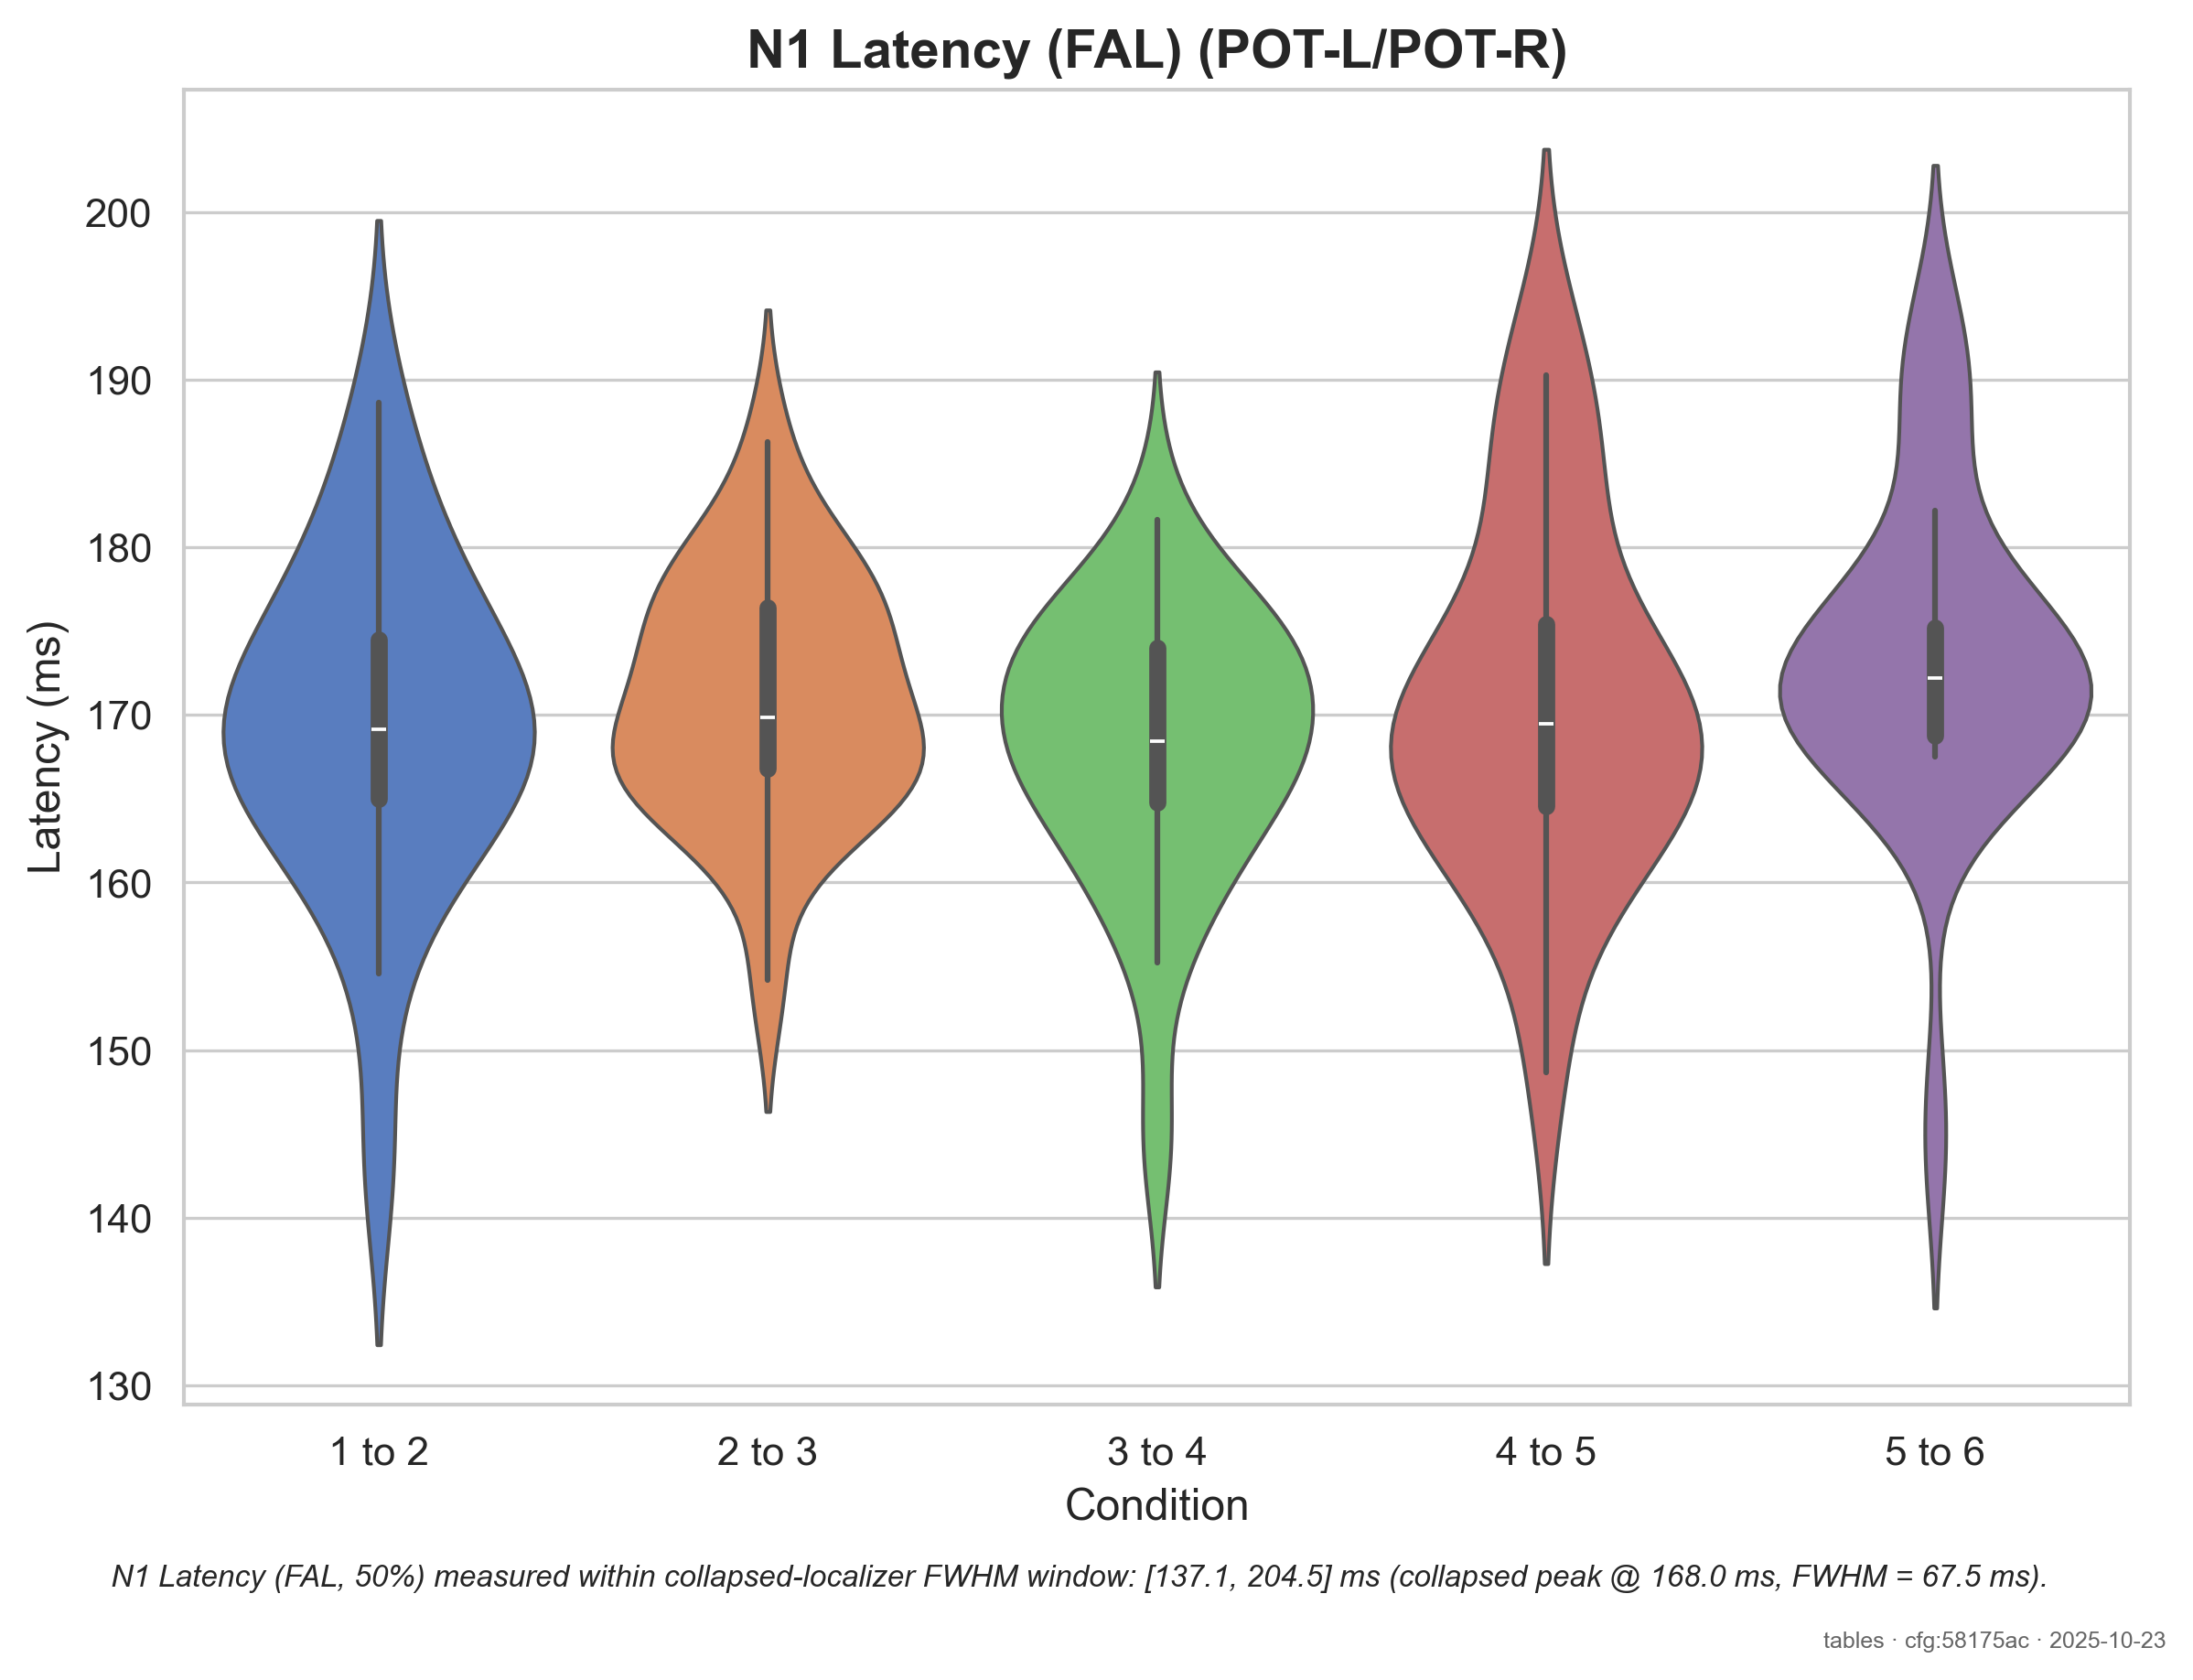 N1 Latency (FAL) (POT-L/POT-R)
Latency (ms)
200
190
180
170
160
150
140
130
1 to 2
2 to 3
3 to 4
4 to 5
5 to 6
Condition
N1 Latency (FAL, 50%) measured within collapsed-localizer FWHM window: [137.1, 204.5] ms (collapsed peak @ 168.0 ms, FWHM = 67.5 ms).
tables · cfg:58175ac · 2025-10-23